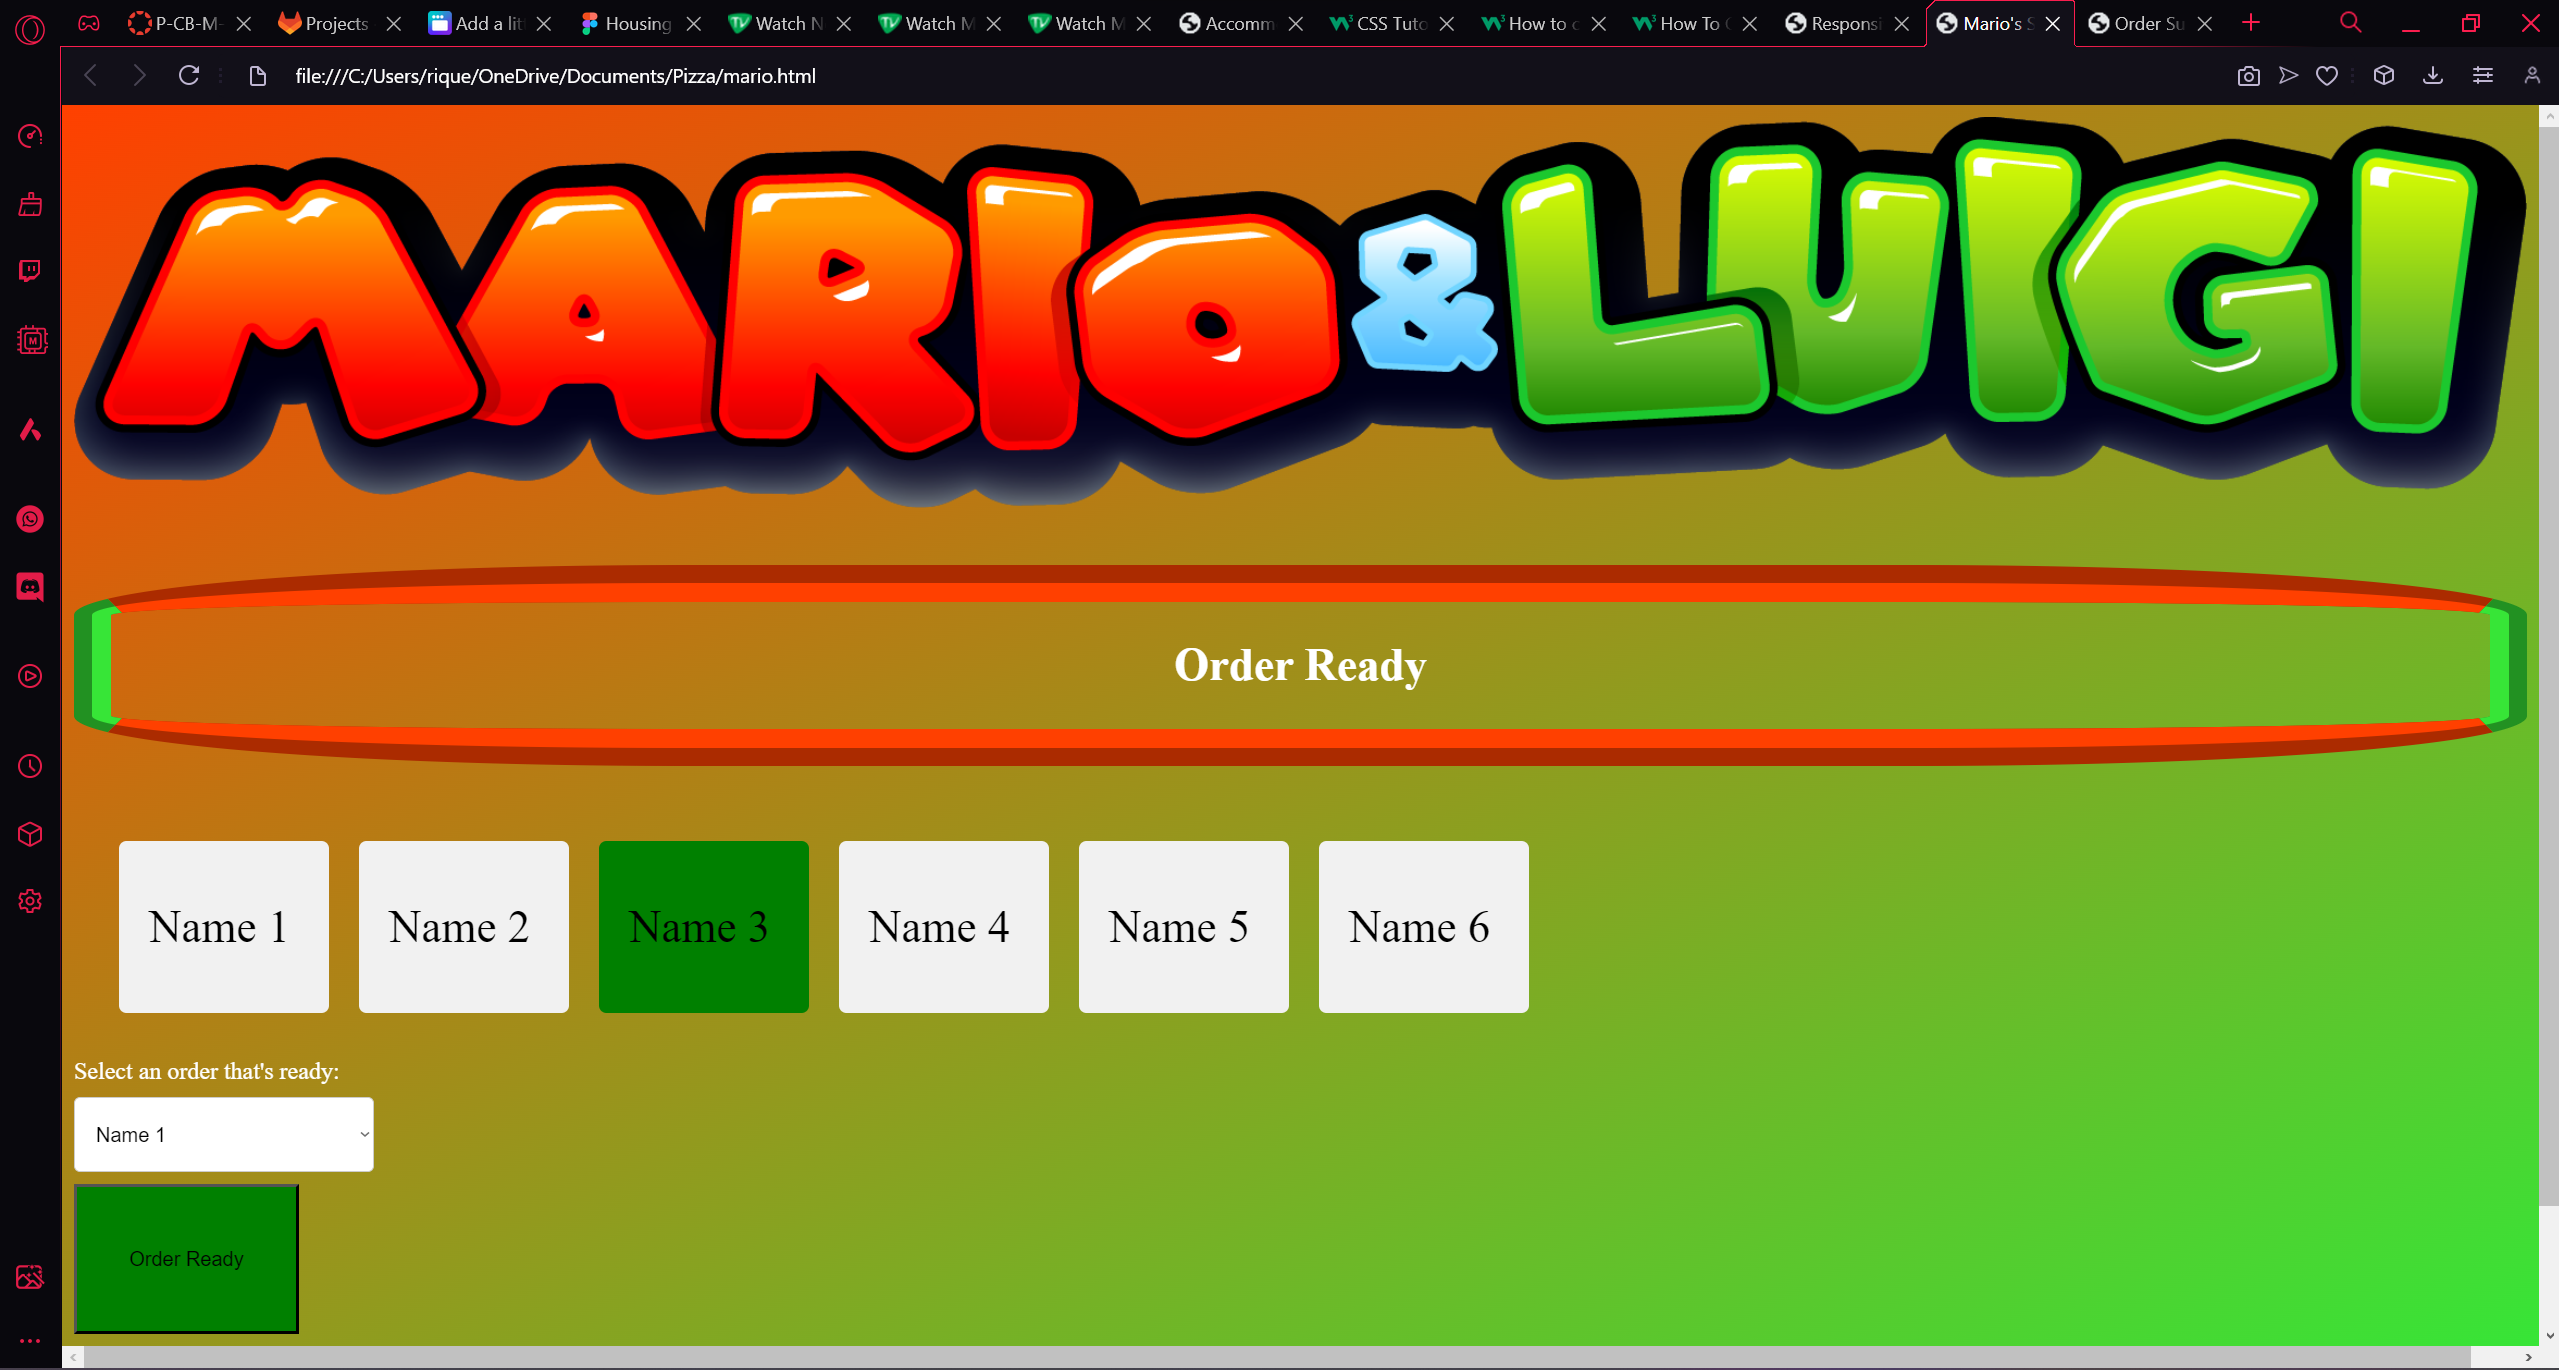 P-CB-M-
Projects
Add a lit
Housing
Watch N
Watch M
Watch M
Accomm
CSS Tuto
How to c
How To C
Responsi
Mario's S
Order Su
file:///C:/Users/rique/OneDrive/Documents/Pizza/mario.html
MARIO & LUIGI
Order Ready
Name 1
Name 2
Name 3
Name 4
Name 5
Name 6
Select an order that's ready:
Name 1
Order Ready